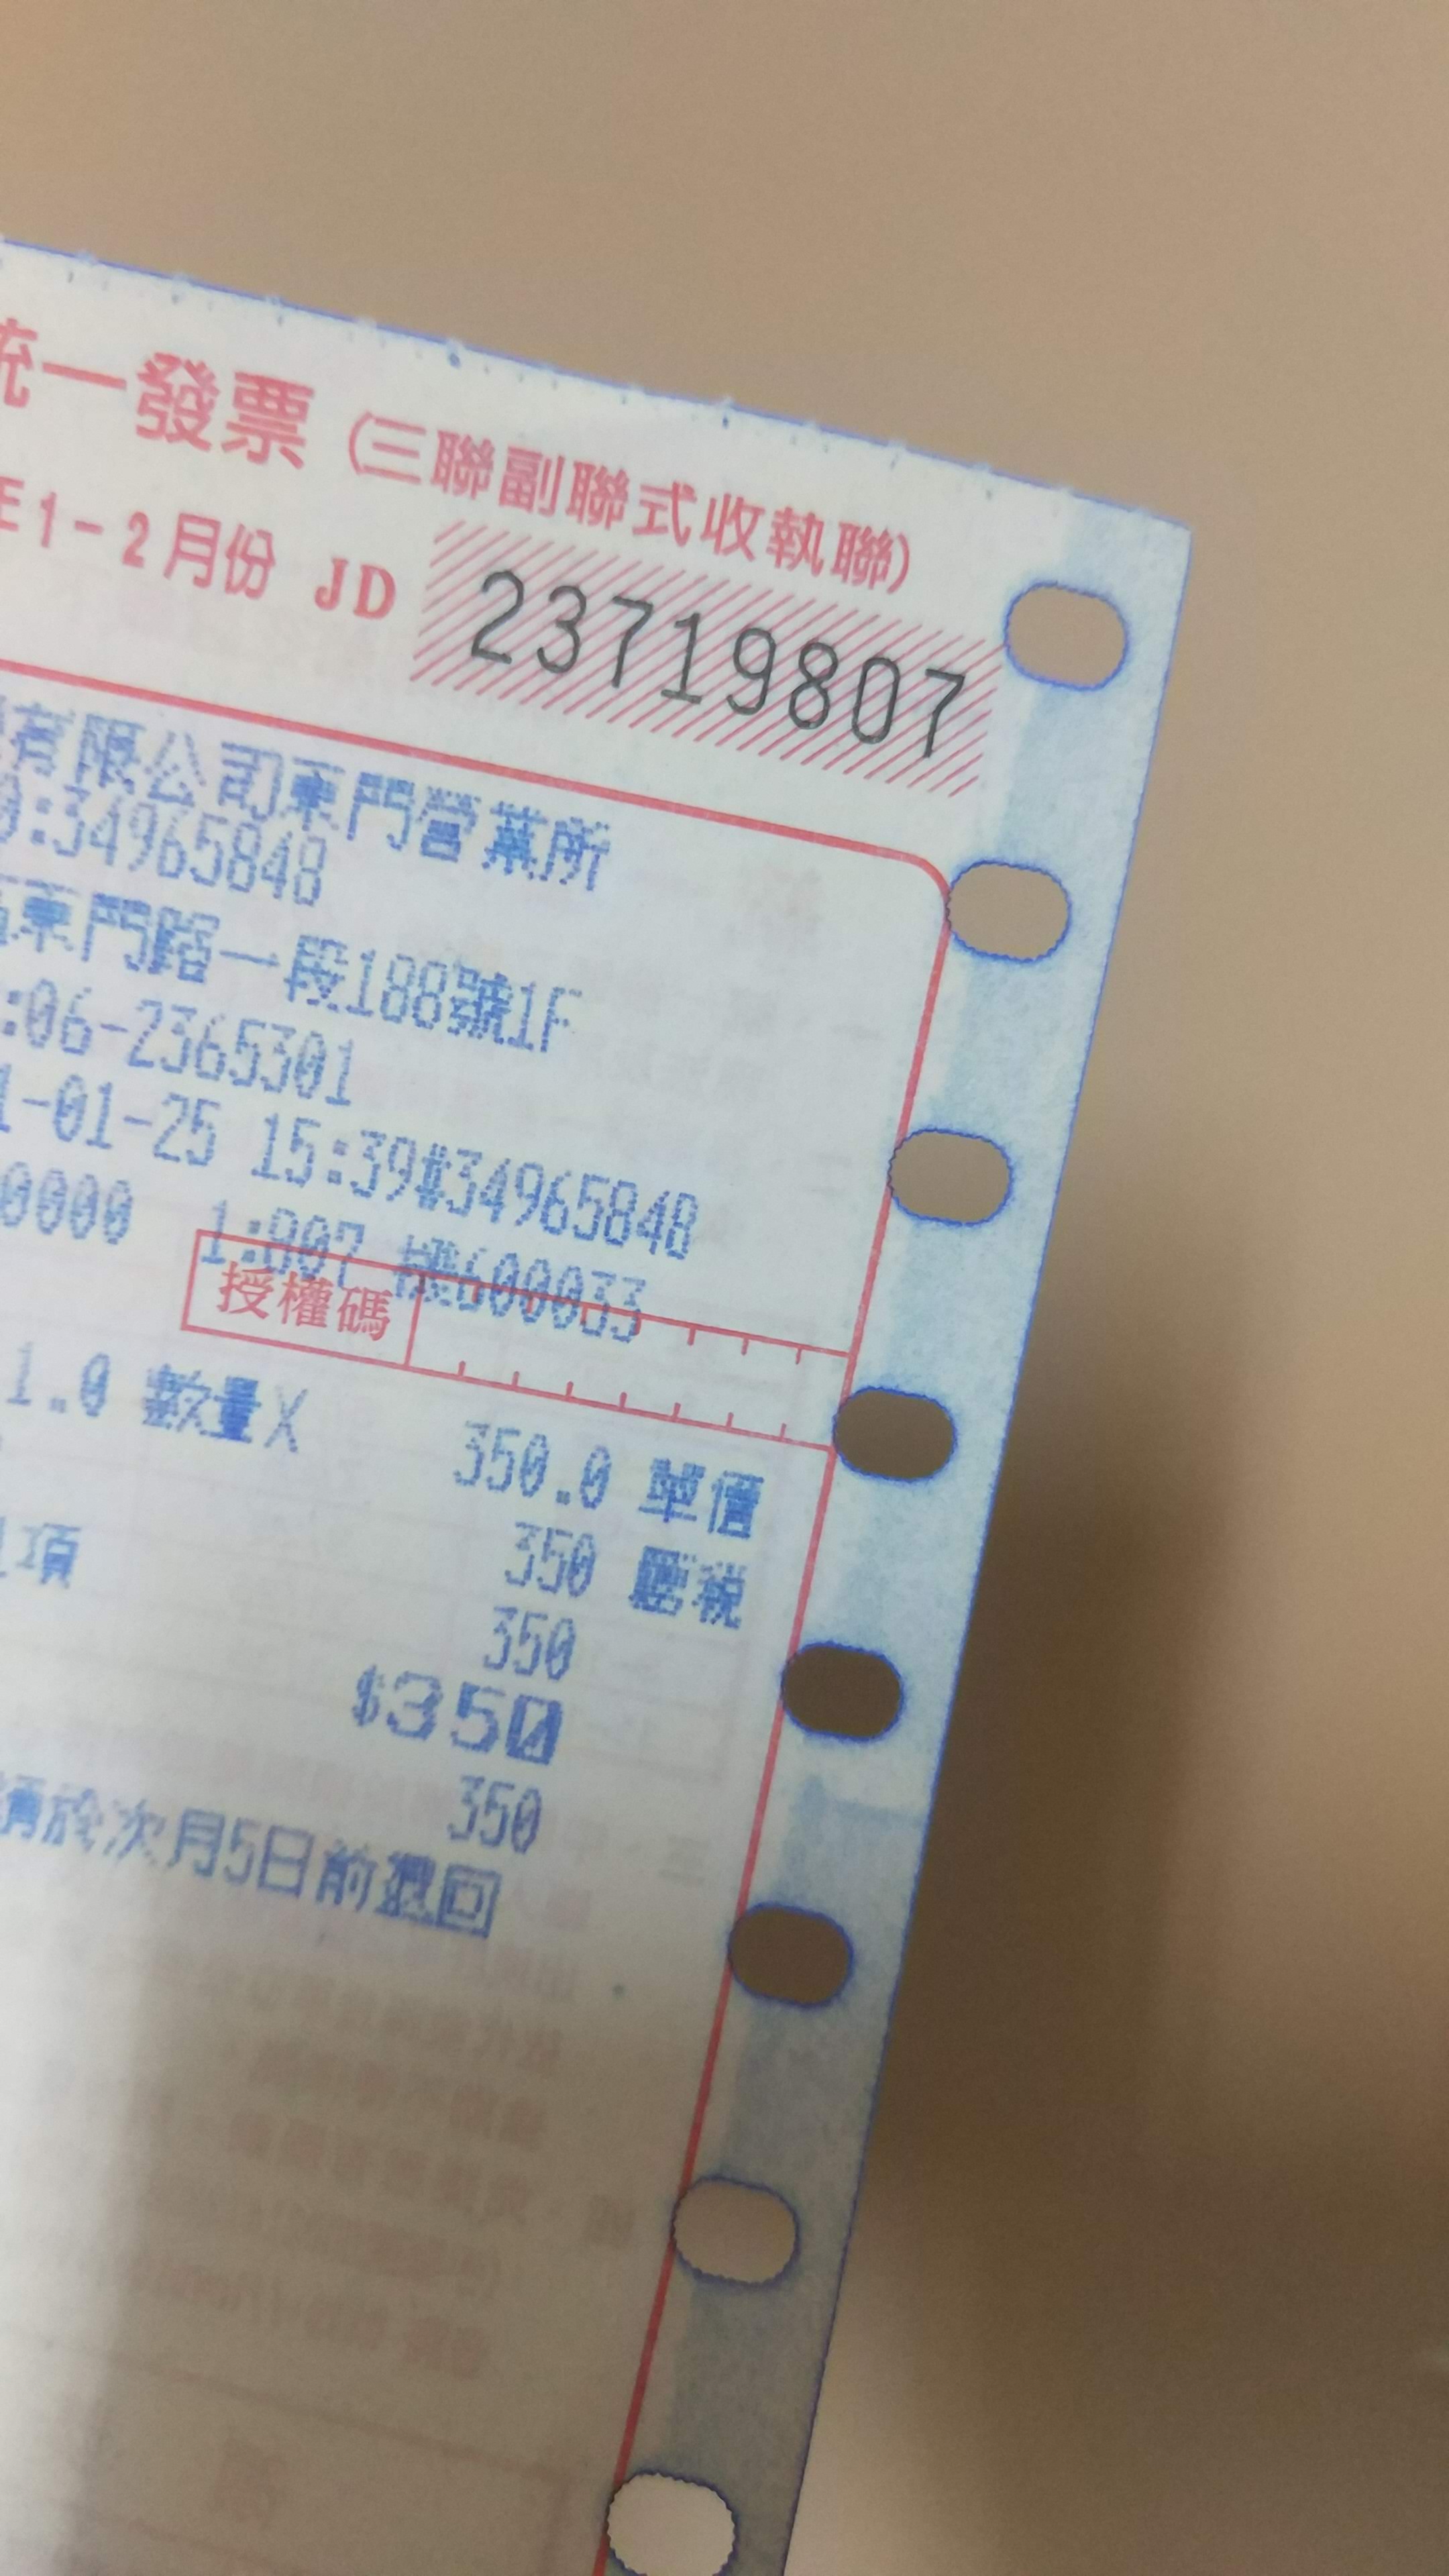 統一發票(三聯副聯式收執聯)
年1-2月份 JD 23719807
有限公司東門營業所
:34965848
東門路一段188號1F
:06-2365301
1-01-25 15:39#34965848
0000 1:807 機600033
授權碼
1.0 數量X 350.0 單價
350 應稅
項 350
$350
350
請於次月5日前退回